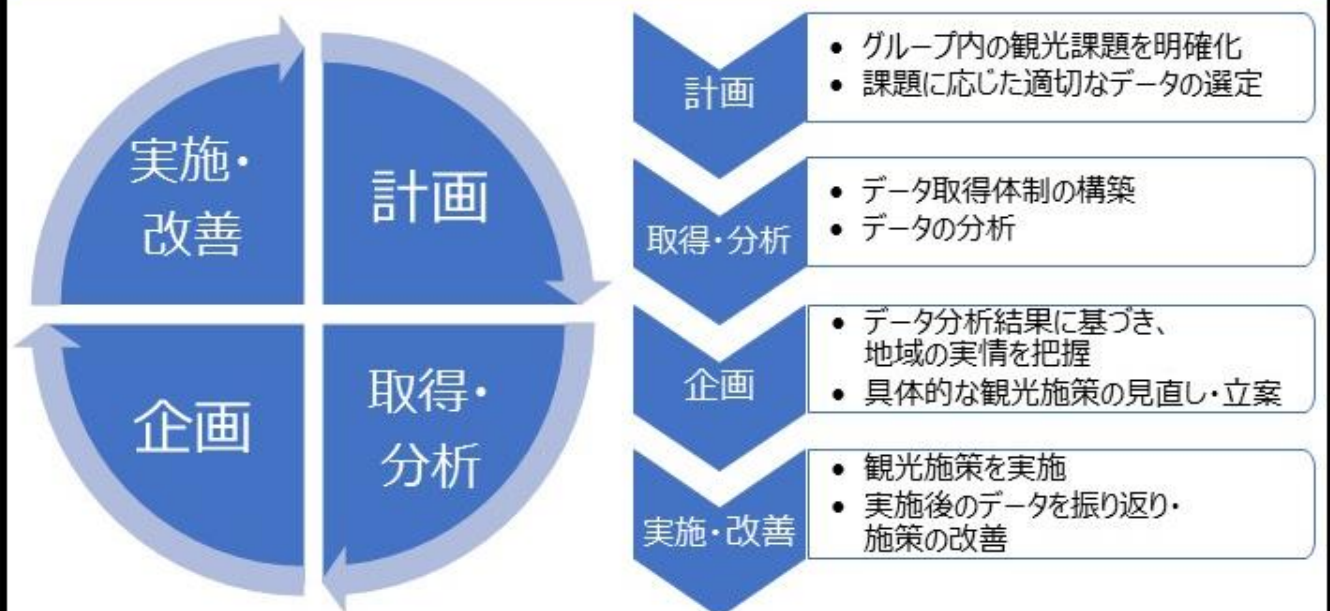 実施・
改善
計画
企画
取得・
分析
計画
• グループ内の観光課題を明確化
• 課題に応じた適切なデータの選定
取得・分析
• データ取得体制の構築
• データの分析
企画
• データ分析結果に基づき、
地域の実情を把握
• 具体的な観光施策の見直し・立案
実施・改善
• 観光施策を実施
• 実施後のデータを振り返り・
施策の改善